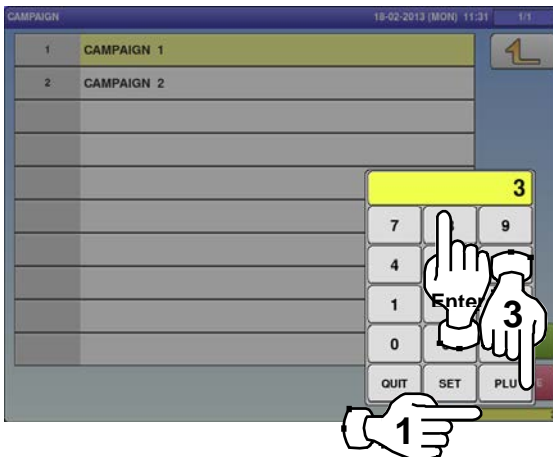 CAMPAIGN 18-02-2013 (MON) 11:31 1/1
1 CAMPAIGN 1
2 CAMPAIGN 2
3
7 9
4
1 Enter
3
0
QUIT SET PLU
1